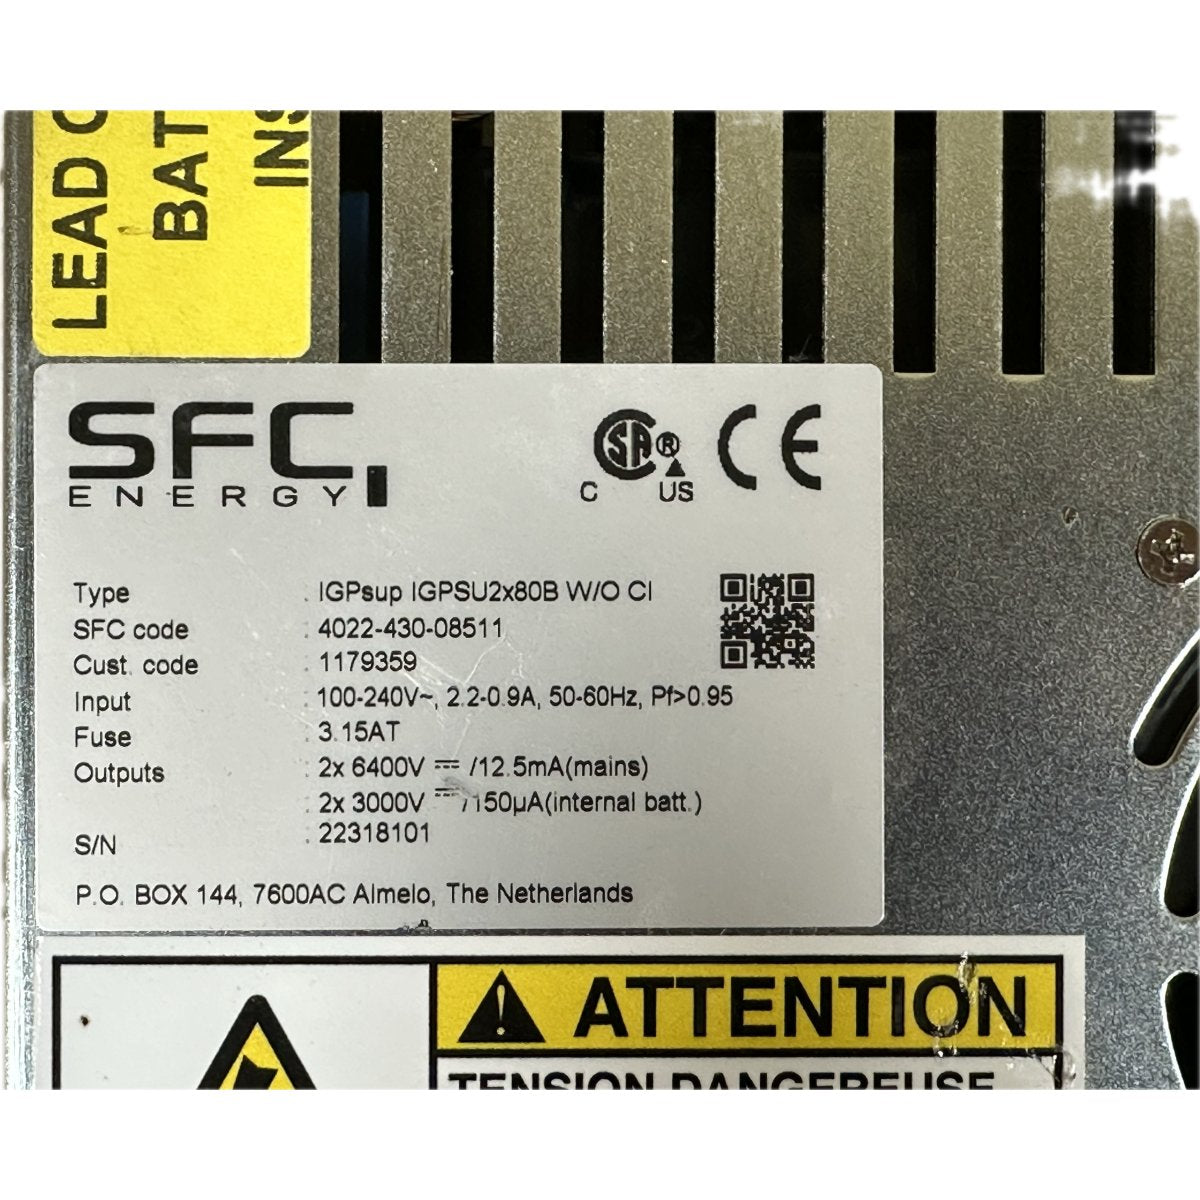 LEAD
BAT
INS
SFC
ENERGY
C US
CE
Type : IGPsup IGPSU2x80B W/O CI
SFC code : 4022-430-08511
Cust. code : 1179359
Input : 100-240V~, 2.2-0.9A, 50-60Hz, Pf>0.95
Fuse : 3.15AT
Outputs : 2x 6400V ⎓ /12.5mA(mains)
: 2x 3000V ⎓ /150µA(internal batt.)
S/N : 22318101
P.O. BOX 144, 7600AC Almelo, The Netherlands
ATTENTION
TENSION DANGEREUSE